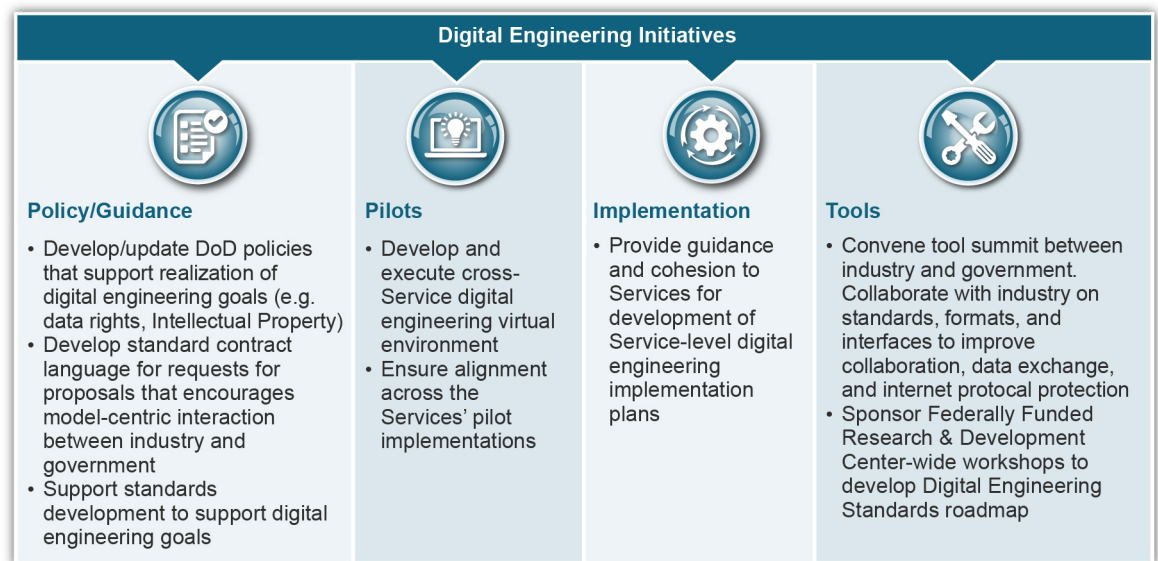 Digital Engineering Initiatives
Policy/Guidance
• Develop/update DoD policies
that support realization of
digital engineering goals (e.g.
data rights, Intellectual Property)
• Develop standard contract
language for requests for
proposals that encourages
model-centric interaction
between industry and
government
• Support standards
development to support digital
engineering goals
Pilots
• Develop and
execute cross-
Service digital
engineering virtual
environment
• Ensure alignment
across the
Services’ pilot
implementations
Implementation
• Provide guidance
and cohesion to
Services for
development of
Service-level digital
engineering
implementation
plans
Tools
• Convene tool summit between
industry and government.
Collaborate with industry on
standards, formats, and
interfaces to improve
collaboration, data exchange,
and internet protocal protection
• Sponsor Federally Funded
Research & Development
Center-wide workshops to
develop Digital Engineering
Standards roadmap